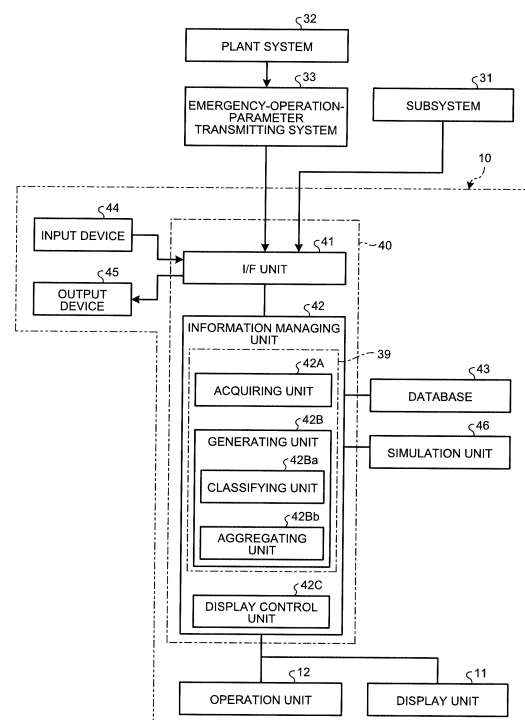 32
PLANT SYSTEM
33
EMERGENCY-OPERATION-
PARAMETER
TRANSMITTING SYSTEM
31
SUBSYSTEM
10
44
INPUT DEVICE
45
OUTPUT
DEVICE
41
I/F UNIT
40
42
INFORMATION MANAGING
UNIT
39
42A
ACQUIRING UNIT
42B
GENERATING UNIT
42Ba
CLASSIFYING UNIT
42Bb
AGGREGATING
UNIT
42C
DISPLAY CONTROL
UNIT
43
DATABASE
46
SIMULATION UNIT
12
OPERATION UNIT
11
DISPLAY UNIT